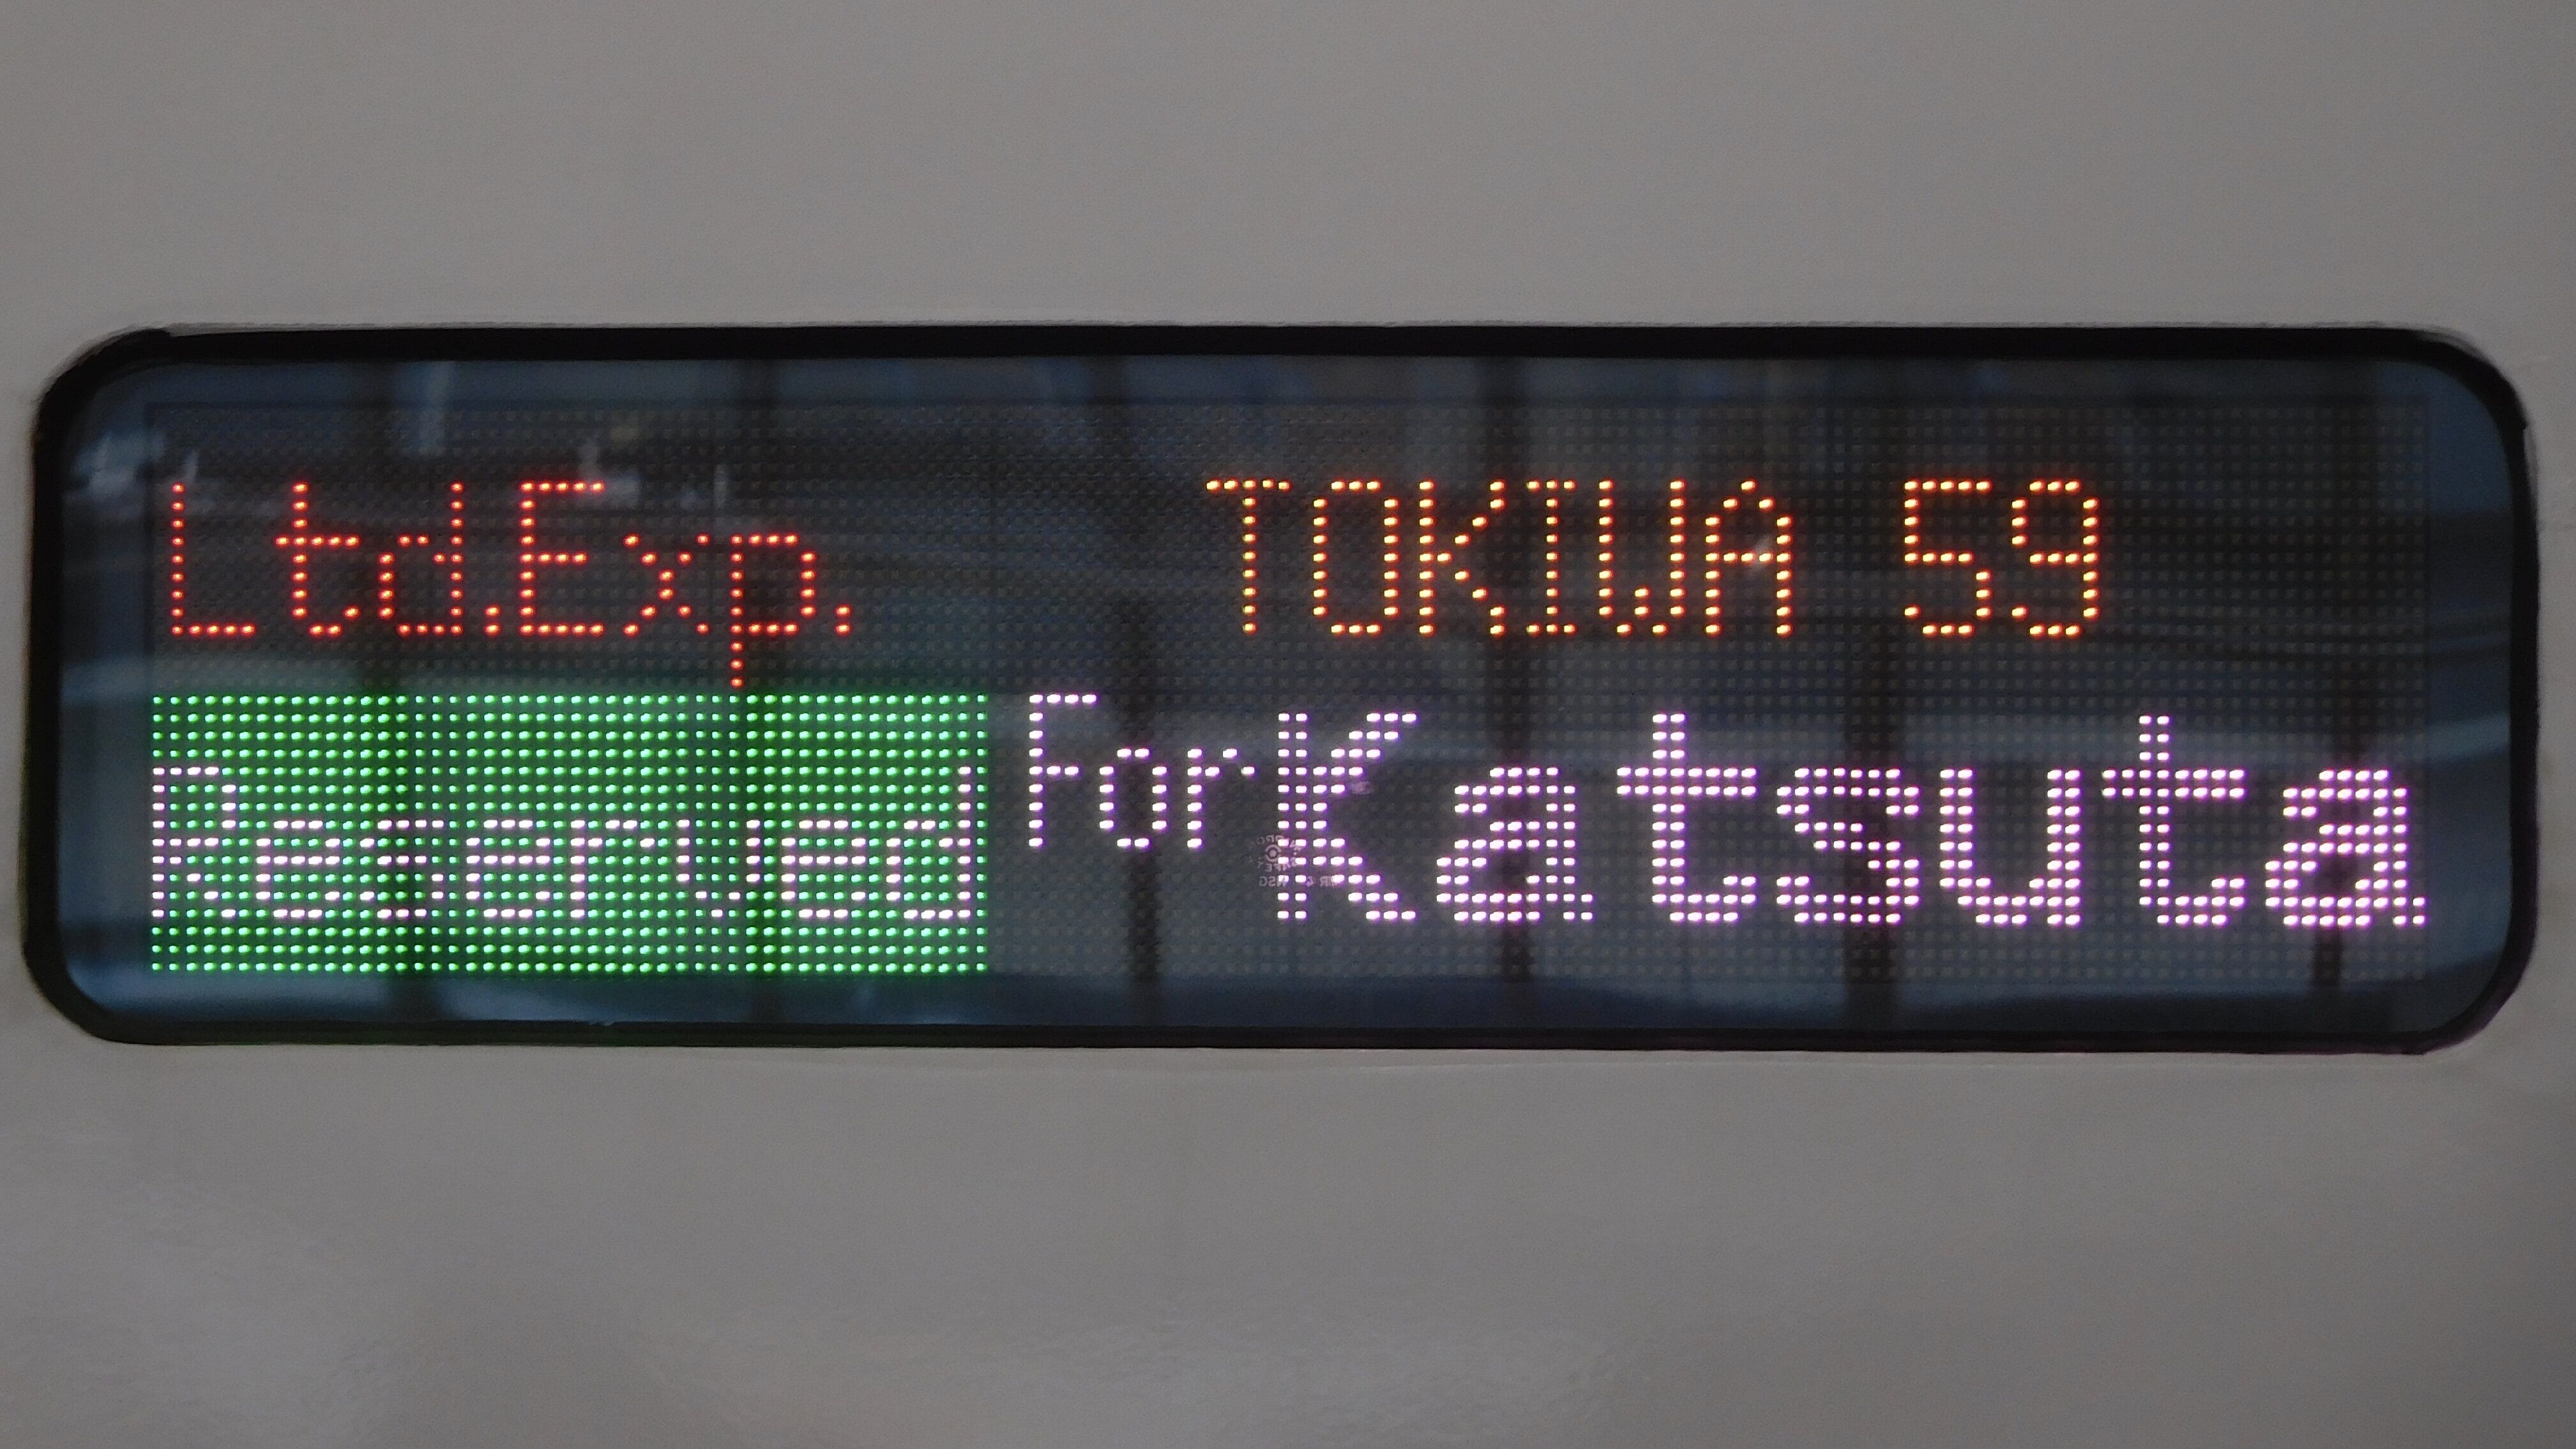 Ltd.Exp. TOKIWA 59
Reserved For Katsuta